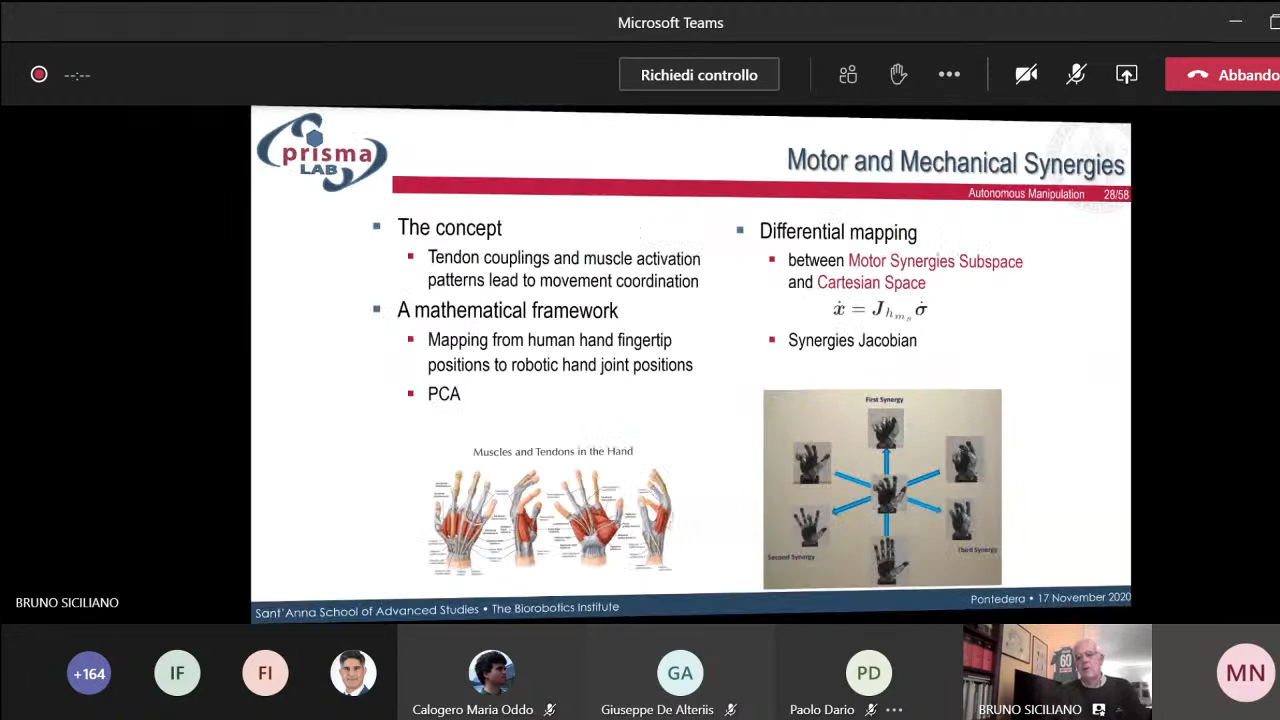 Microsoft Teams
--:--
Richiedi controllo
Abbando
prisma
LAB
Motor and Mechanical Synergies
Autonomous Manipulation 28/58
The concept
Tendon couplings and muscle activation
patterns lead to movement coordination
A mathematical framework
Mapping from human hand fingertip
positions to robotic hand joint positions
PCA
Muscles and Tendons in the Hand
Differential mapping
between Motor Synergies Subspace
and Cartesian Space
ẋ = J_{h_{m_s}} σ̇
Synergies Jacobian
First Synergy
Second Synergy
Third Synergy
Sant'Anna School of Advanced Studies • The Biorobotics Institute
Pontedera • 17 November 2020
BRUNO SICILIANO
+164
IF
FI
Calogero Maria Oddo
GA
Giuseppe De Alteriis
PD
Paolo Dario
60
BRUNO SICILIANO
MN